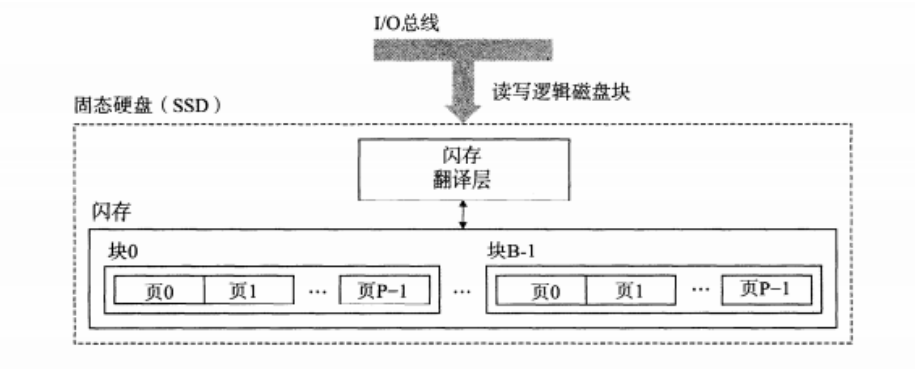 I/O总线
读写逻辑磁盘块
固态硬盘（SSD）
闪存
翻译层
闪存
块0
块B-1
页0 页1 … 页P-1 … 页0 页1 … 页P-1